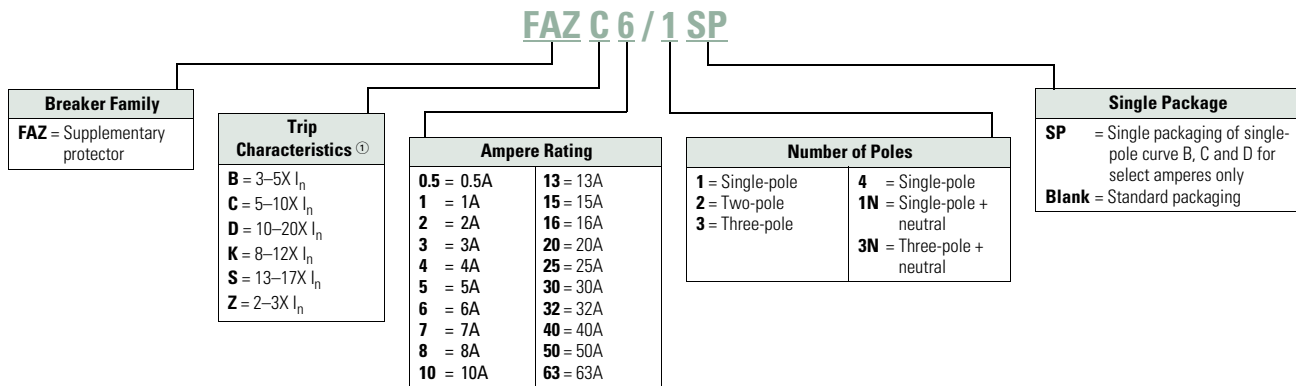 FAZ C 6 / 1 SP
Breaker Family
FAZ = Supplementary
protector
Trip
Characteristics ①
B = 3–5X Iₙ
C = 5–10X Iₙ
D = 10–20X Iₙ
K = 8–12X Iₙ
S = 13–17X Iₙ
Z = 2–3X Iₙ
Ampere Rating
0.5 = 0.5A
1 = 1A
2 = 2A
3 = 3A
4 = 4A
5 = 5A
6 = 6A
7 = 7A
8 = 8A
10 = 10A
13 = 13A
15 = 15A
16 = 16A
20 = 20A
25 = 25A
30 = 30A
32 = 32A
40 = 40A
50 = 50A
63 = 63A
Number of Poles
1 = Single-pole
2 = Two-pole
3 = Three-pole
4 = Single-pole
1N = Single-pole +
neutral
3N = Three-pole +
neutral
Single Package
SP = Single packaging of single-
pole curve B, C and D for
select amperes only
Blank = Standard packaging